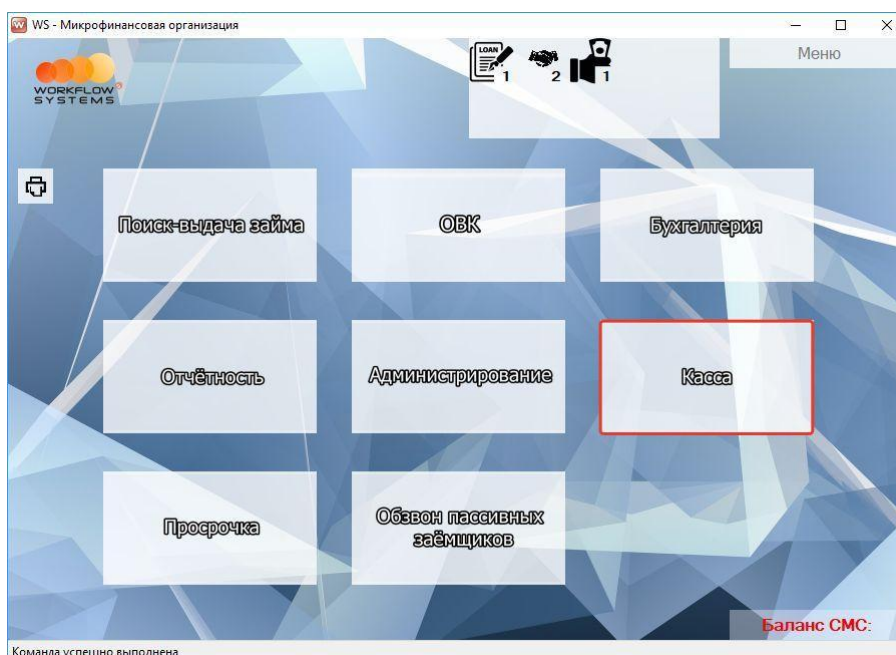 WS - Микрофинансовая организация
Меню
WORKFLOW
SYSTEMS
LOAN
1
2
1
Поиск-выдача займа
ОВК
Бухгалтерия
Отчётность
Администрирование
Касса
Просрочка
Обзвон пассивных
заёмщиков
Баланс СМС:
Команда успешно выполнена